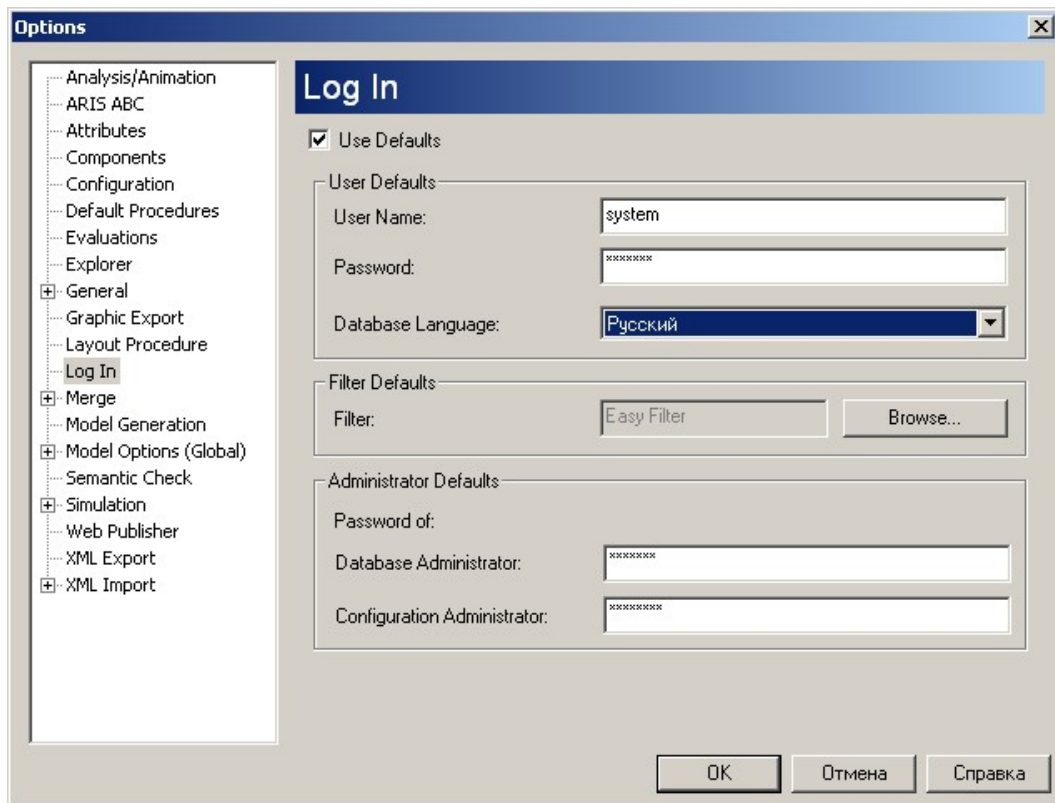 Options
Analysis/Animation
ARIS ABC
Attributes
Components
Configuration
Default Procedures
Evaluations
Explorer
General
Graphic Export
Layout Procedure
Log In
Merge
Model Generation
Model Options (Global)
Semantic Check
Simulation
Web Publisher
XML Export
XML Import
Log In
Use Defaults
User Defaults
User Name: system
Password: *******
Database Language: Русский
Filter Defaults
Filter: Easy Filter Browse...
Administrator Defaults
Password of:
Database Administrator: *******
Configuration Administrator: ********
OK Отмена Справка